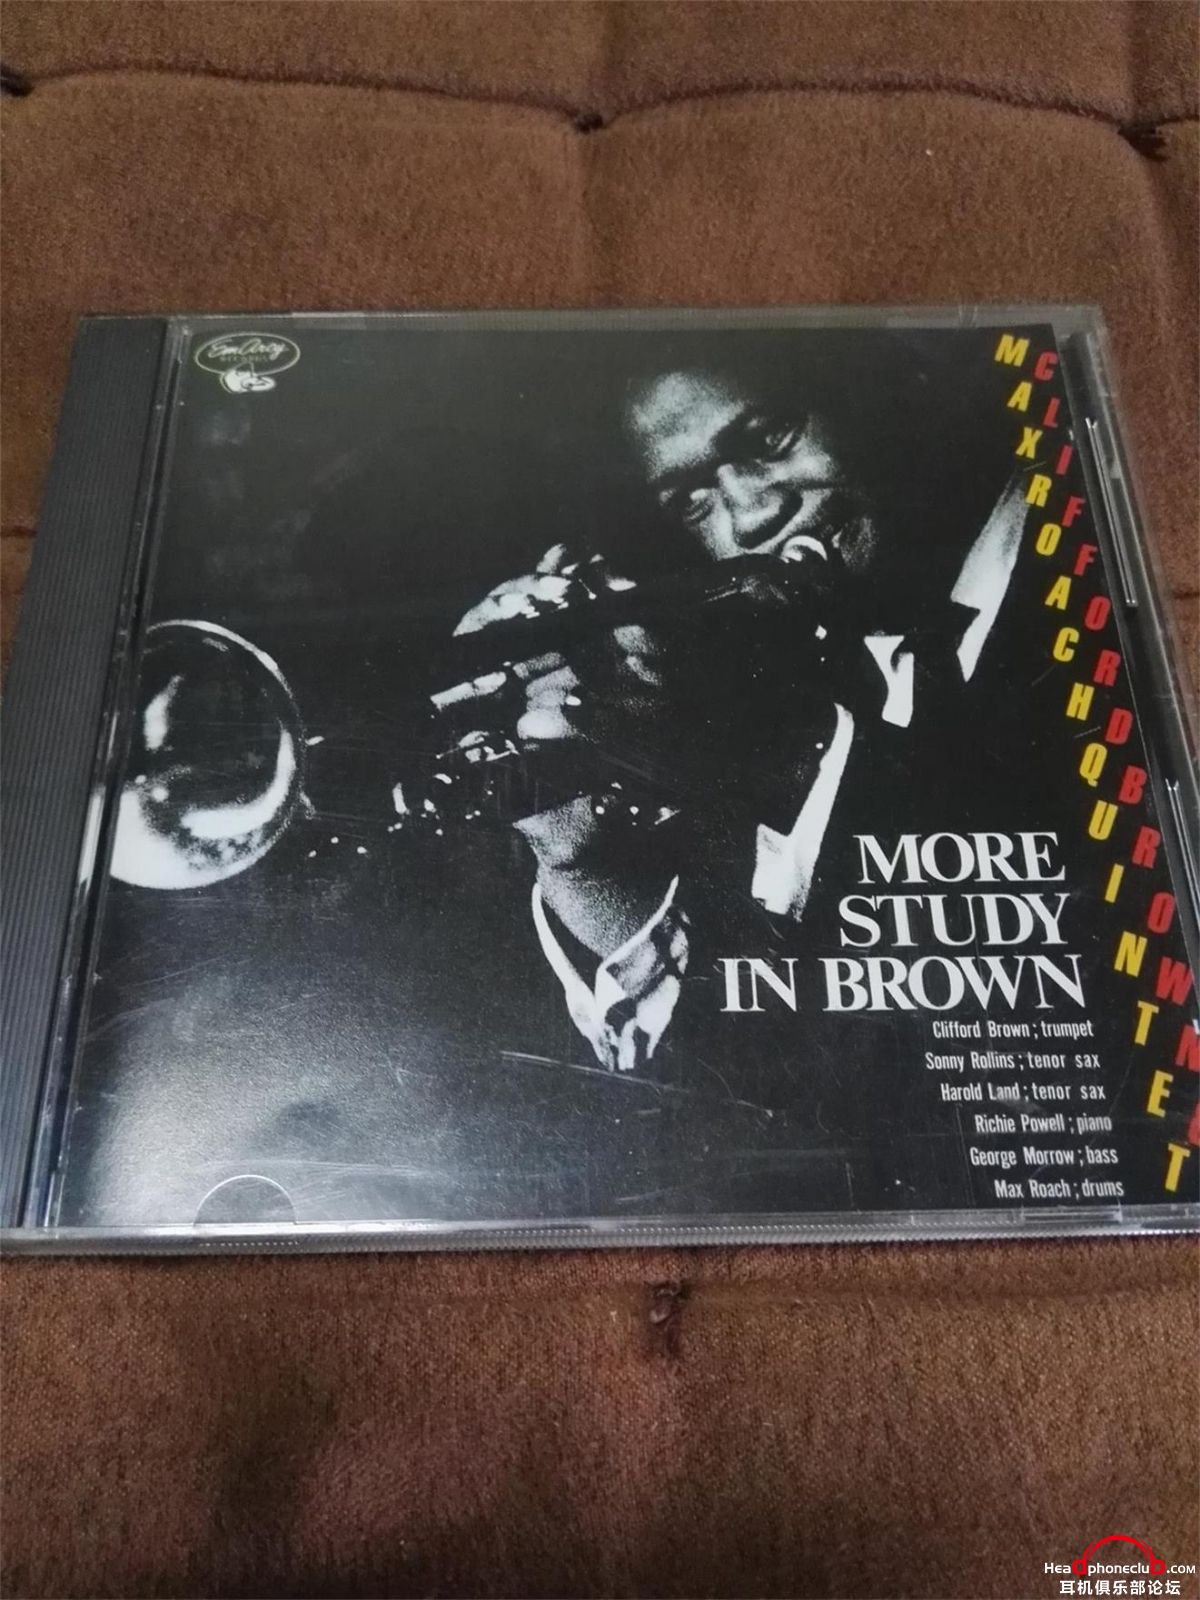 EmArcy
RECORDS
MAX ROACH QUINTET
CLIFFORD BROWN
MORE
STUDY
IN BROWN
Clifford Brown ; trumpet
Sonny Rollins ; tenor sax
Harold Land ; tenor sax
Richie Powell ; piano
George Morrow ; bass
Max Roach ; drums
Headphoneclub.COM
耳机俱乐部论坛